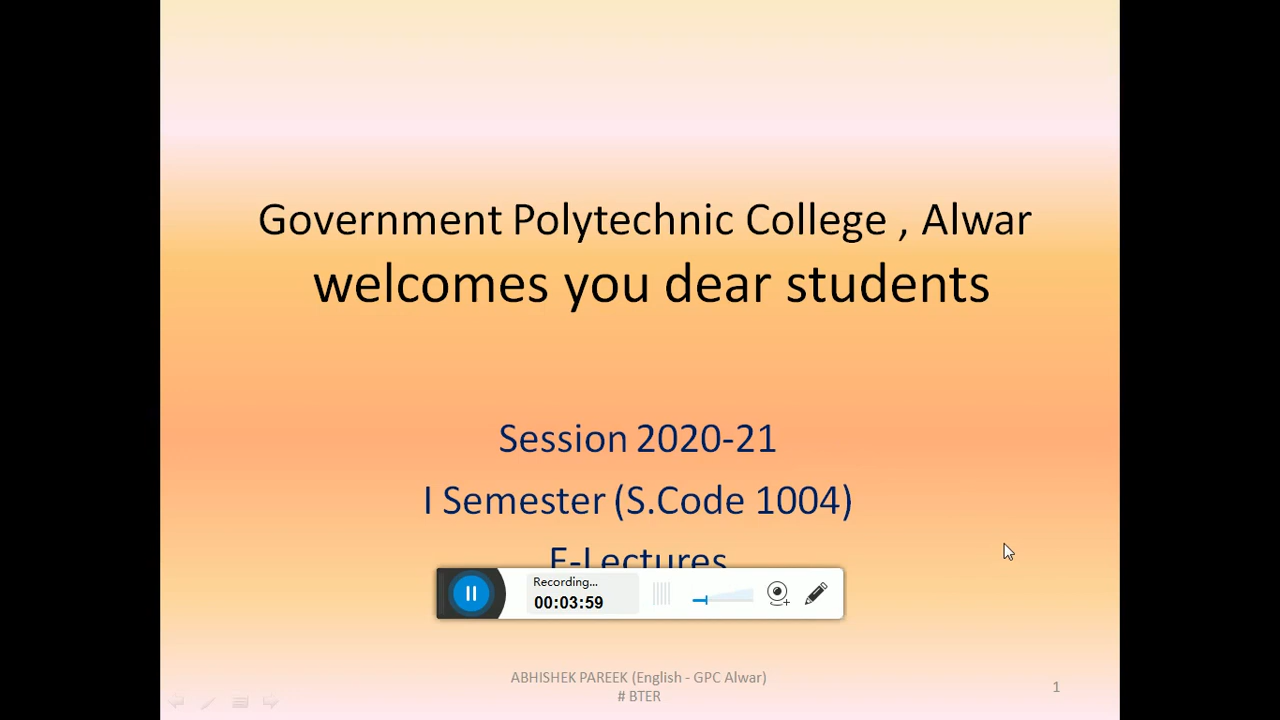 Government Polytechnic College , Alwar
welcomes you dear students
Session 2020-21
I Semester (S.Code 1004)
E-Lectures
Recording...
00:03:59
ABHISHEK PAREEK (English - GPC Alwar)
# BTER
1